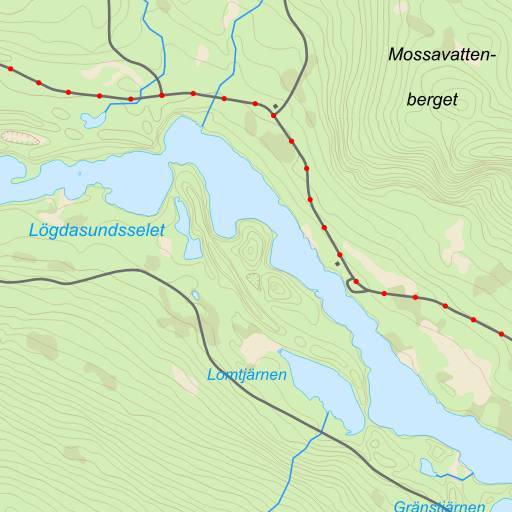 Mossavatten-
berget
Lögdasundsselet
Lomtjärnen
Gränstjärnen